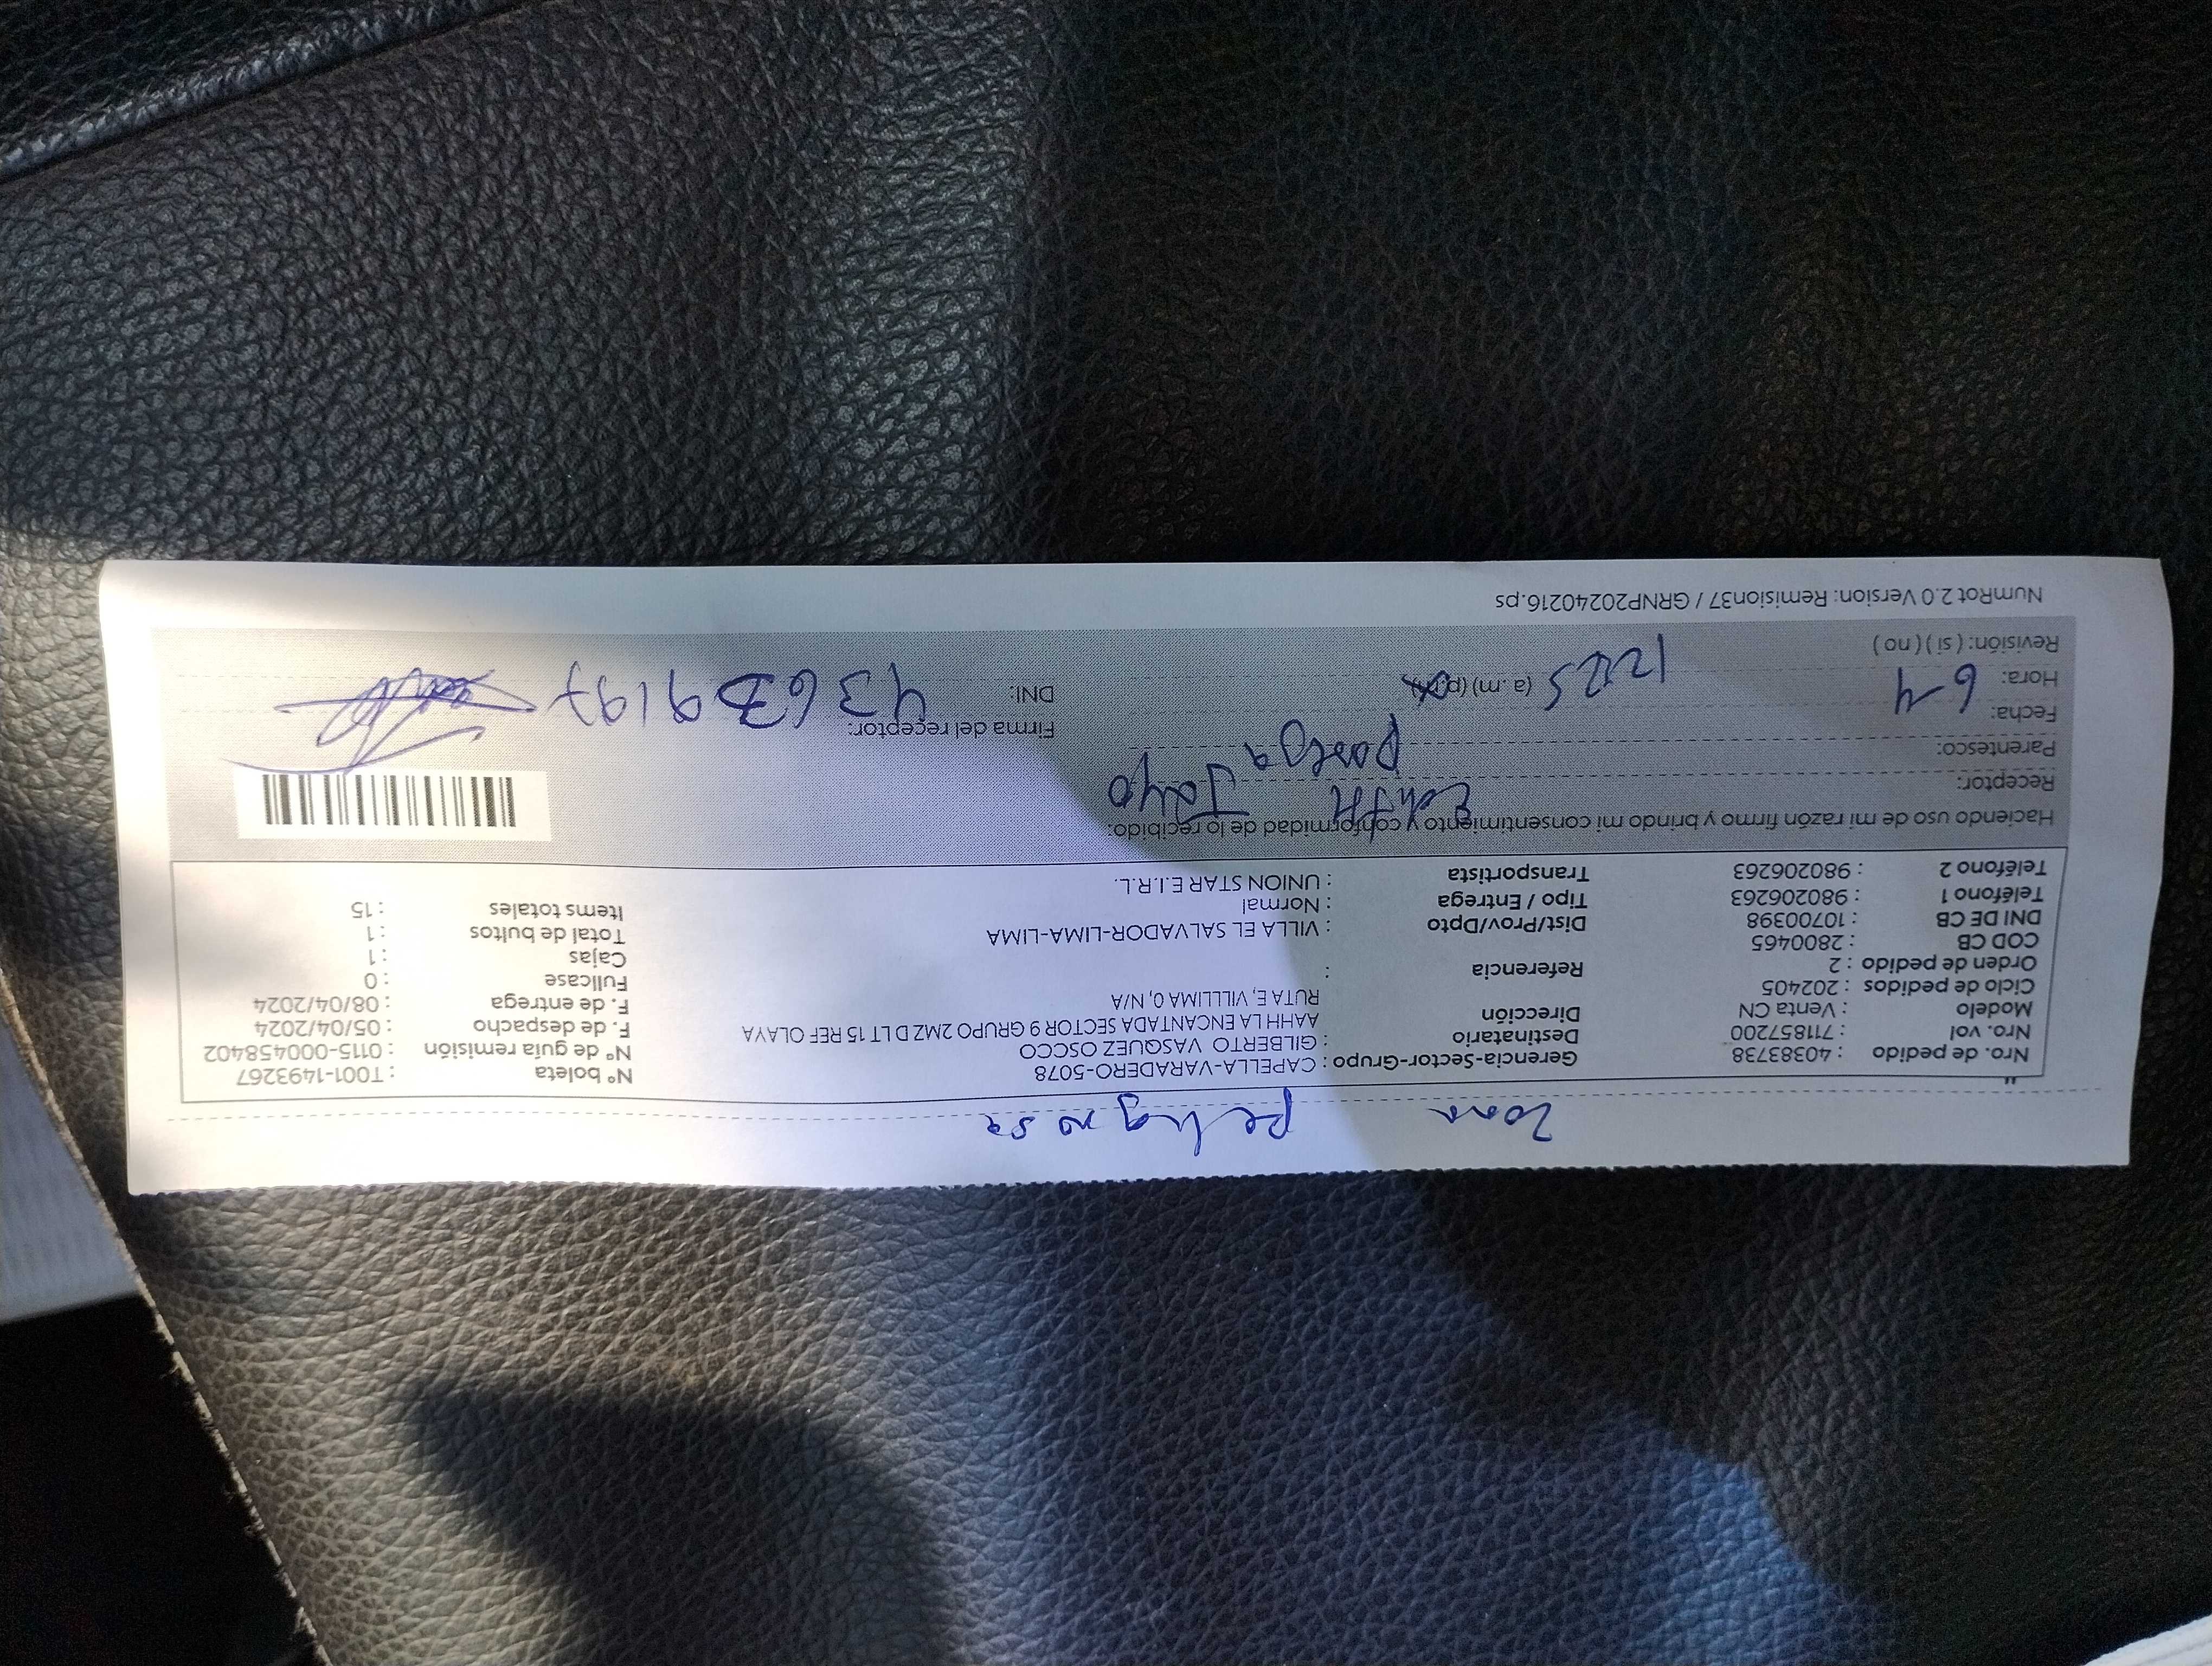 Zona peligrosa
Nro. de pedido : 40383738 Gerencia-Sector-Grupo : CAPELLA-VARADERO-5078 N° boleta : T001-1493267
Nro. vol : 711857200 Destinatario : GILBERTO VASQUEZ OSCCO N° de guía remisión : 0115-000458402
Modelo : Venta CN Dirección AAHH LA ENCANTADA SECTOR 9 GRUPO 2MZ D LT 15 REF OLAYA F. de despacho : 05/04/2024
Ciclo de pedidos : 202405 RUTA E, VILLLIMA 0, N/A F. de entrega : 08/04/2024
Orden de pedido : 2 Referencia : Fullcase : 0
COD CB : 2800465 Cajas : 1
DNI DE CB : 10700398 Dist/Prov/Dpto : VILLA EL SALVADOR-LIMA-LIMA Total de bultos : 1
Teléfono 1 : 980206263 Tipo / Entrega : Normal Items totales : 15
Teléfono 2 : 980206263 Transportista : UNION STAR E.I.R.L.
Haciendo uso de mi razón firmo y brindo mi consentimiento y conformidad de lo recibido:
Receptor: Edith Jayo
Parentesco:
Fecha: 6-4 Firma del receptor:
Hora: 1225 (a. m) (p.m) DNI:
Revisión: ( si ) ( no )
NumRot 2.0 Version: Remision37 / GRNP20240216.ps